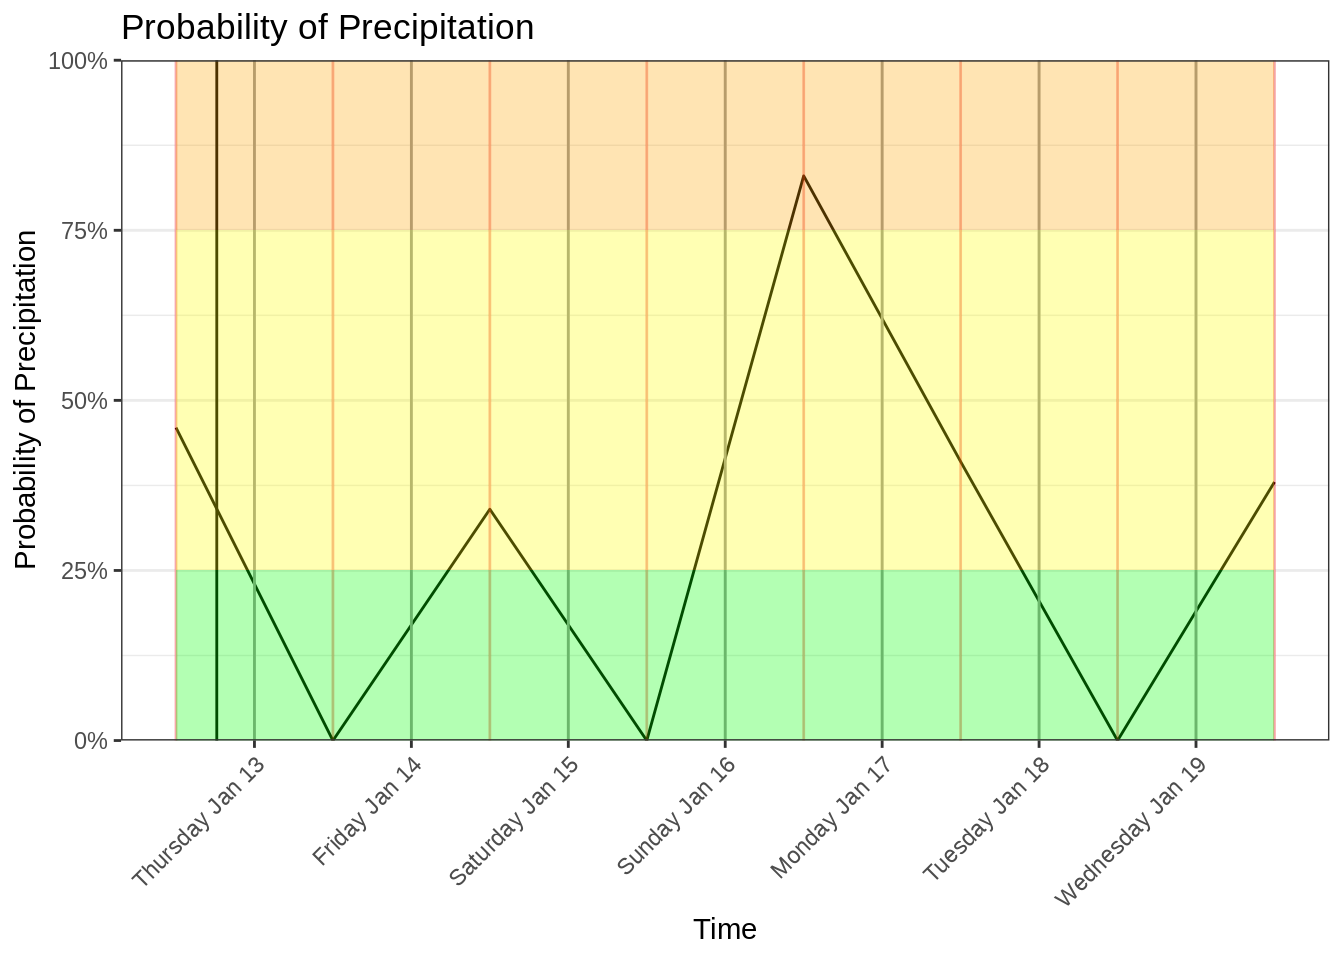 Probability of Precipitation
Probability of Precipitation
100%
75%
50%
25%
0%
Thursday Jan 13
Friday Jan 14
Saturday Jan 15
Sunday Jan 16
Monday Jan 17
Tuesday Jan 18
Wednesday Jan 19
Time